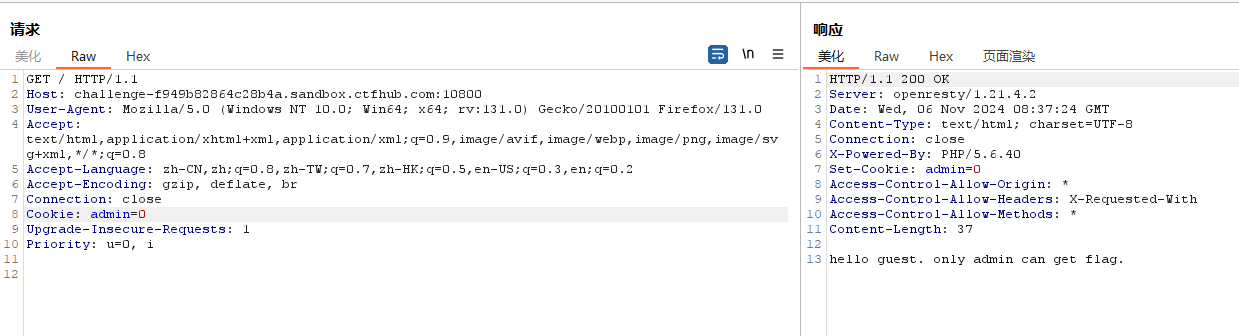 请求
美化 Raw Hex \n
1 GET / HTTP/1.1
2 Host: challenge-f949b82864c28b4a.sandbox.ctfhub.com:10800
3 User-Agent: Mozilla/5.0 (Windows NT 10.0; Win64; x64; rv:131.0) Gecko/20100101 Firefox/131.0
4 Accept:
text/html,application/xhtml+xml,application/xml;q=0.9,image/avif,image/webp,image/png,image/sv
g+xml,*/*;q=0.8
5 Accept-Language: zh-CN,zh;q=0.8,zh-TW;q=0.7,zh-HK;q=0.5,en-US;q=0.3,en;q=0.2
6 Accept-Encoding: gzip, deflate, br
7 Connection: close
8 Cookie: admin=0
9 Upgrade-Insecure-Requests: 1
10 Priority: u=0, i
11
12
响应
美化 Raw Hex 页面渲染
1 HTTP/1.1 200 OK
2 Server: openresty/1.21.4.2
3 Date: Wed, 06 Nov 2024 08:37:24 GMT
4 Content-Type: text/html; charset=UTF-8
5 Connection: close
6 X-Powered-By: PHP/5.6.40
7 Set-Cookie: admin=0
8 Access-Control-Allow-Origin: *
9 Access-Control-Allow-Headers: X-Requested-With
10 Access-Control-Allow-Methods: *
11 Content-Length: 37
12
13 hello guest. only admin can get flag.